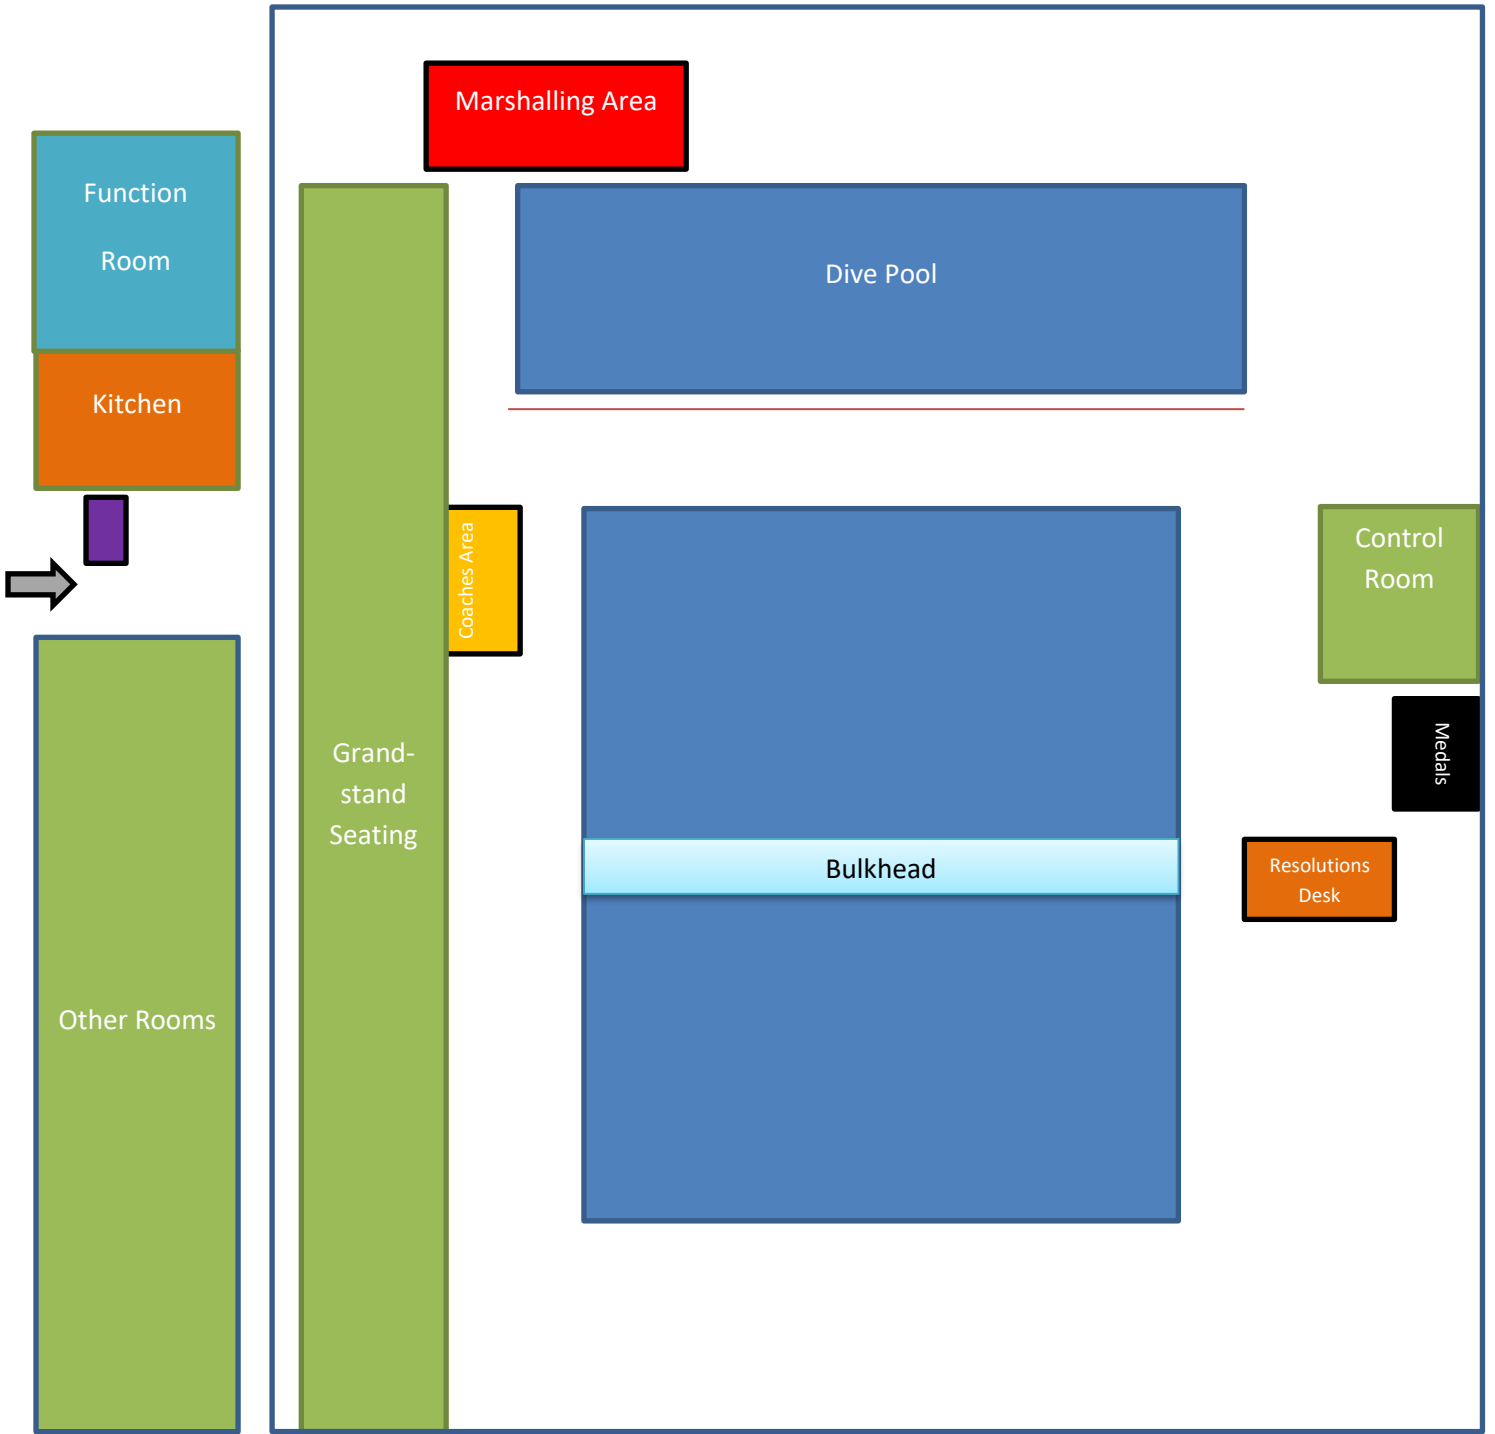 Marshalling Area
Function
Room
Dive Pool
Kitchen
Coaches Area
Control
Room
Medals
Grand-
stand
Seating
Bulkhead
Resolutions
Desk
Other Rooms